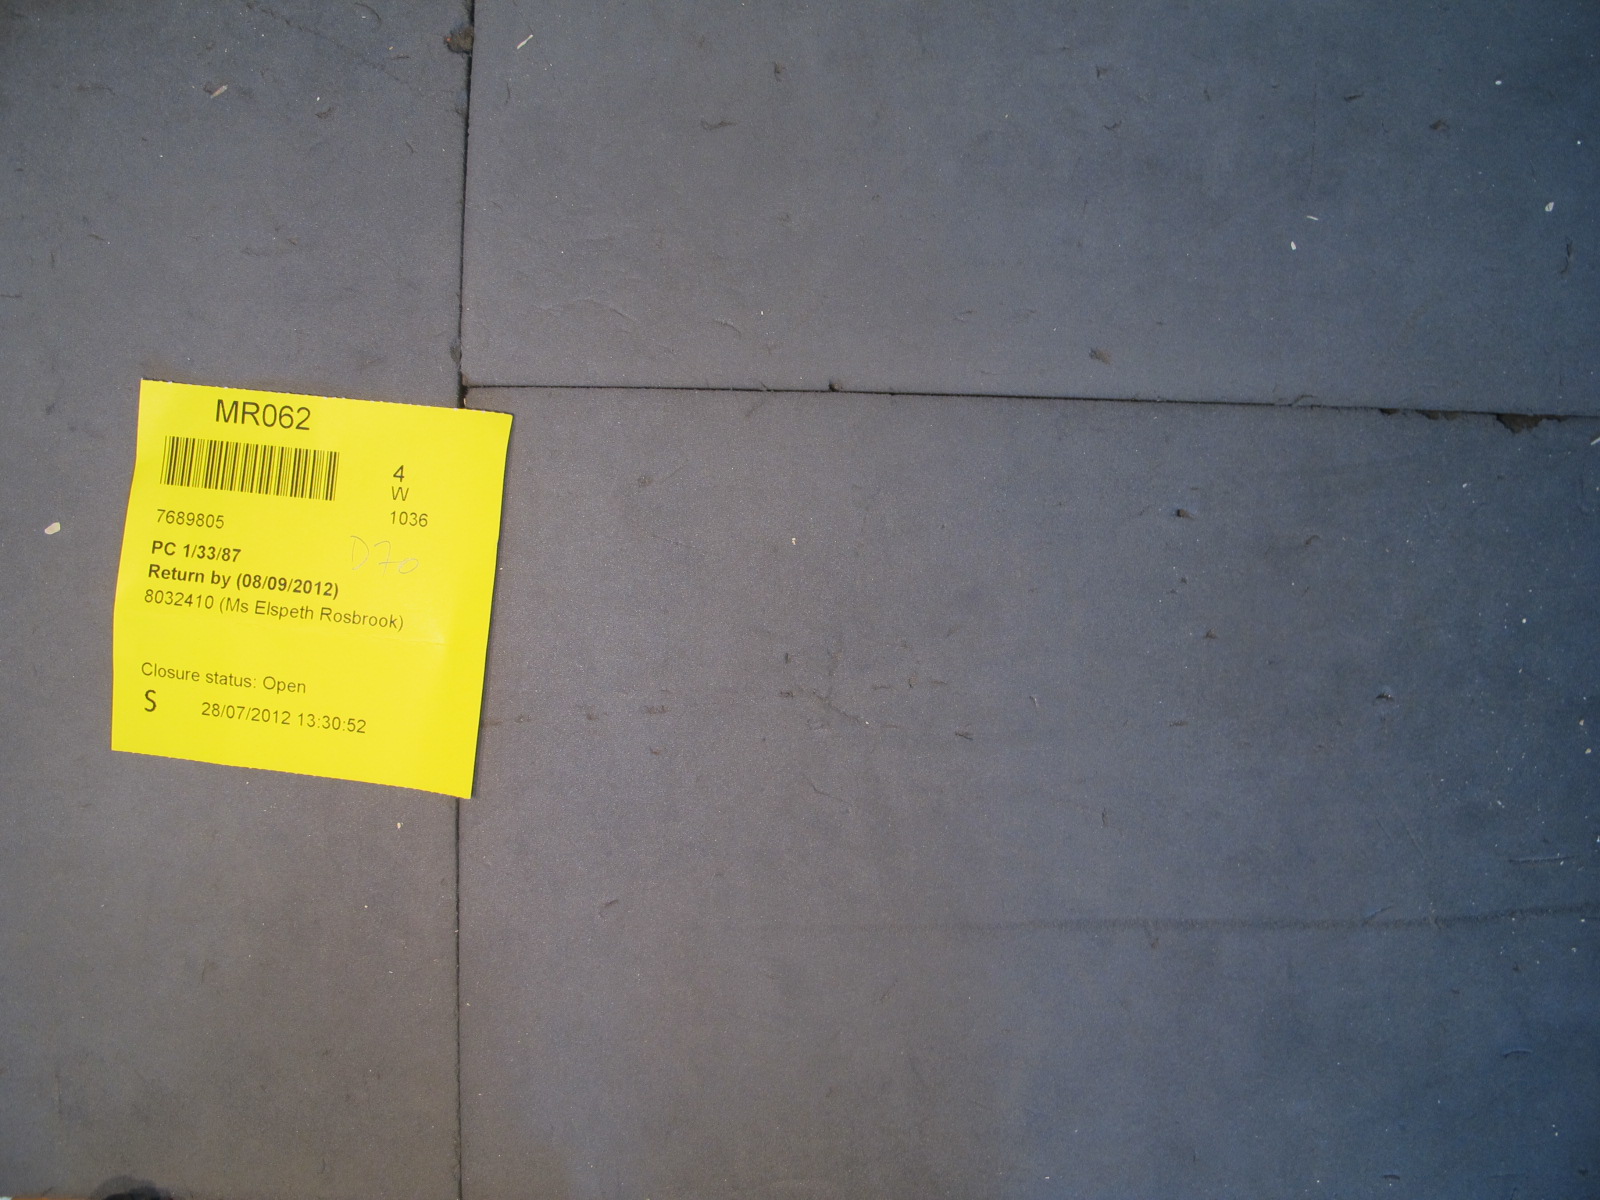 MR062
4
W
7689805 1036
PC 1/33/87
D70
Return by (08/09/2012)
8032410 (Ms Elspeth Rosbrook)
Closure status: Open
S 28/07/2012 13:30:52